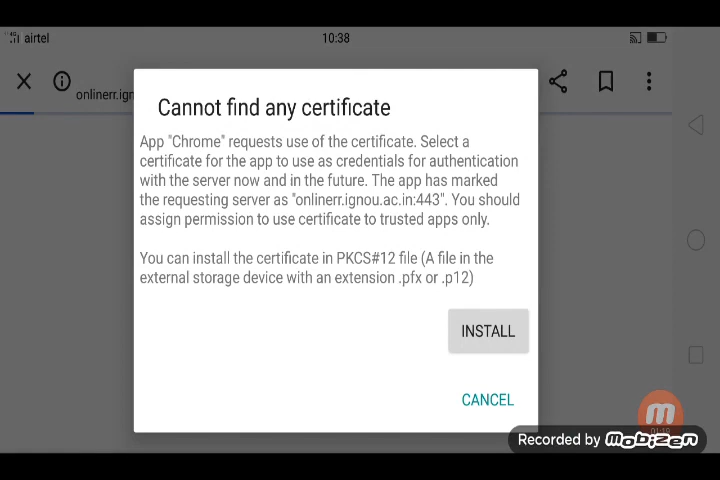 airtel
10:38
onlinerr.ign
Cannot find any certificate
App "Chrome" requests use of the certificate. Select a
certificate for the app to use as credentials for authentication
with the server now and in the future. The app has marked
the requesting server as "onlinerr.ignou.ac.in:443". You should
assign permission to use certificate to trusted apps only.
You can install the certificate in PKCS#12 file (A file in the
external storage device with an extension .pfx or .p12)
INSTALL
CANCEL
Recorded by Mobizen